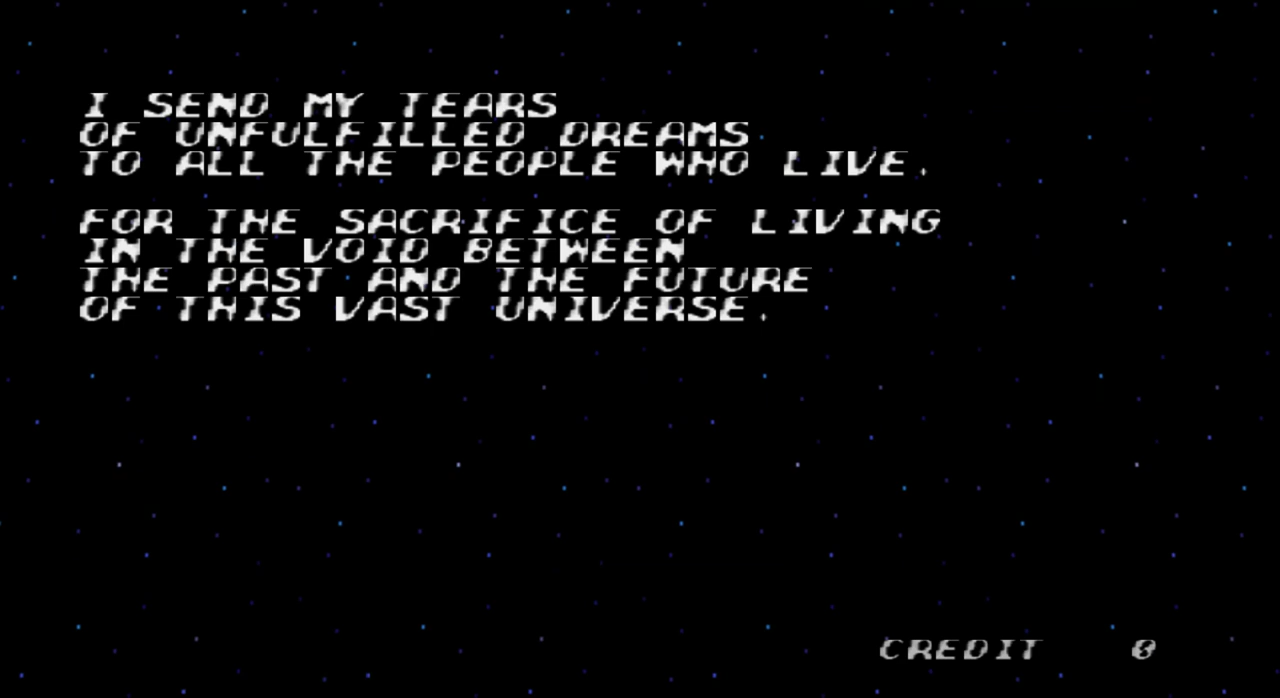 I SEND MY TEARS
OF UNFULFILLED DREAMS
TO ALL THE PEOPLE WHO LIVE.
FOR THE SACRIFICE OF LIVING
IN THE VOID BETWEEN
THE PAST AND THE FUTURE
OF THIS VAST UNIVERSE.
CREDIT 0